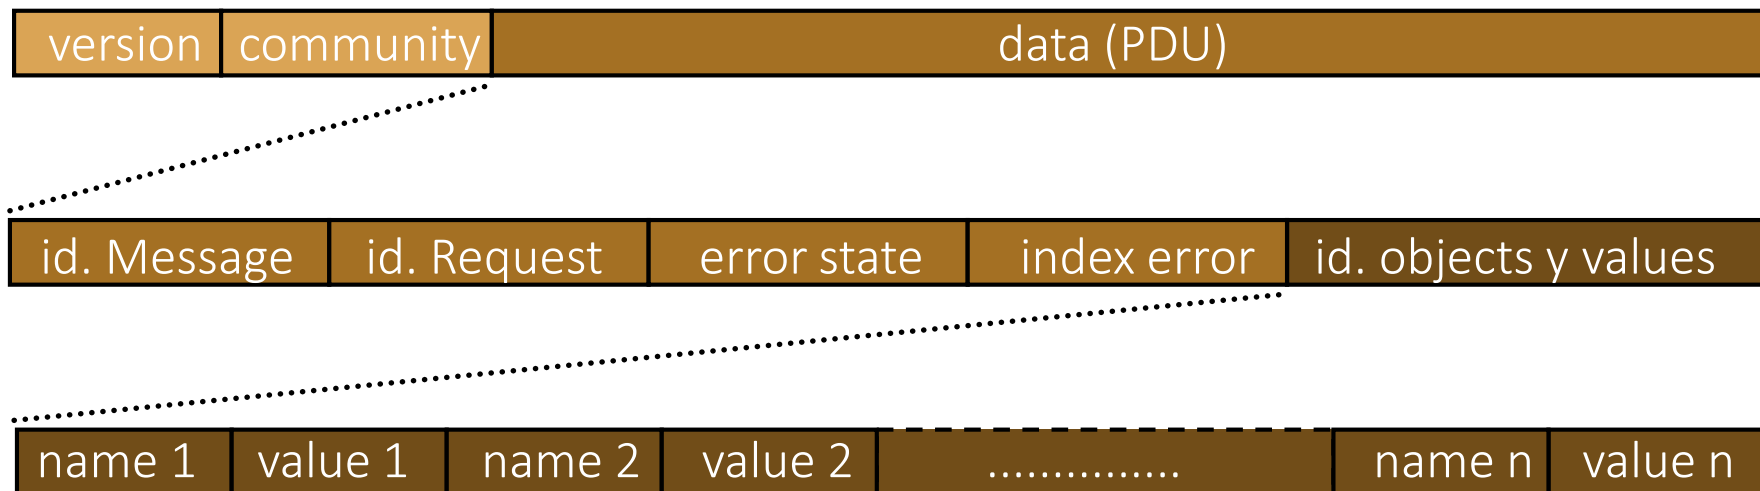 version community data (PDU)
id. Message id. Request error state index error id. objects y values
name 1 value 1 name 2 value 2 ............... name n value n